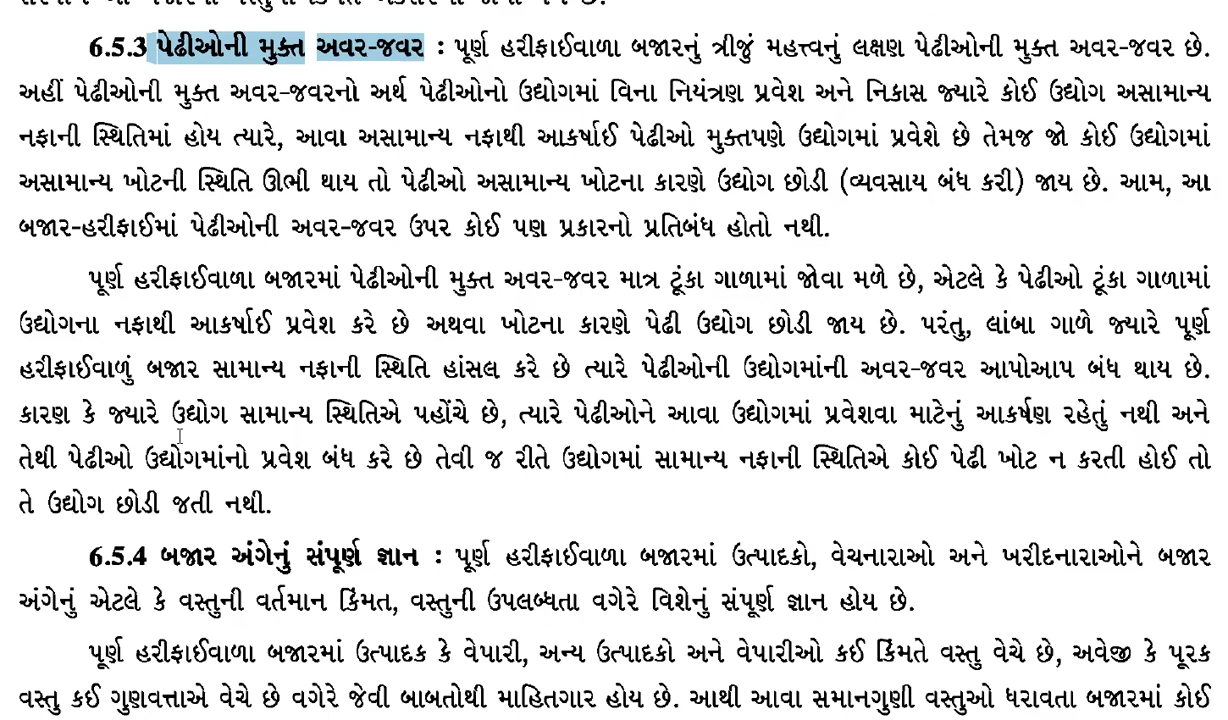 6.5.3 પેઢીઓની મુક્ત અવર-જવર : પૂર્ણ હરીફાઈવાળા બજારનું ત્રીજું મહત્ત્વનું લક્ષણ પેઢીઓની મુક્ત અવર-જવર છે.
અહીં પેઢીઓની મુક્ત અવર-જવરનો અર્થ પેઢીઓનો ઉદ્યોગમાં વિના નિયંત્રણ પ્રવેશ અને નિકાસ જ્યારે કોઈ ઉદ્યોગ અસામાન્ય
નફાની સ્થિતિમાં હોય ત્યારે, આવા અસામાન્ય નફાથી આકર્ષાઈ પેઢીઓ મુક્તપણે ઉદ્યોગમાં પ્રવેશે છે તેમજ જો કોઈ ઉદ્યોગમાં
અસામાન્ય ખોટની સ્થિતિ ઊભી થાય તો પેઢીઓ અસામાન્ય ખોટના કારણે ઉદ્યોગ છોડી (વ્યવસાય બંધ કરી) જાય છે. આમ, આ
બજાર-હરીફાઈમાં પેઢીઓની અવર-જવર ઉપર કોઈ પણ પ્રકારનો પ્રતિબંધ હોતો નથી.
પૂર્ણ હરીફાઈવાળા બજારમાં પેઢીઓની મુક્ત અવર-જવર માત્ર ટૂંકા ગાળામાં જોવા મળે છે, એટલે કે પેઢીઓ ટૂંકા ગાળામાં
ઉદ્યોગના નફાથી આકર્ષાઈ પ્રવેશ કરે છે અથવા ખોટના કારણે પેઢી ઉદ્યોગ છોડી જાય છે. પરંતુ, લાંબા ગાળે જ્યારે પૂર્ણ
હરીફાઈવાળું બજાર સામાન્ય નફાની સ્થિતિ હાંસલ કરે છે ત્યારે પેઢીઓની ઉદ્યોગમાંની અવર-જવર આપોઆપ બંધ થાય છે.
કારણ કે જ્યારે ઉદ્યોગ સામાન્ય સ્થિતિએ પહોંચે છે, ત્યારે પેઢીઓને આવા ઉદ્યોગમાં પ્રવેશવા માટેનું આકર્ષણ રહેતું નથી અને
તેથી પેઢીઓ ઉદ્યોગમાંનો પ્રવેશ બંધ કરે છે તેવી જ રીતે ઉદ્યોગમાં સામાન્ય નફાની સ્થિતિએ કોઈ પેઢી ખોટ ન કરતી હોઈ તો
તે ઉદ્યોગ છોડી જતી નથી.
6.5.4 બજાર અંગેનું સંપૂર્ણ જ્ઞાન : પૂર્ણ હરીફાઈવાળા બજારમાં ઉત્પાદકો, વેચનારાઓ અને ખરીદનારાઓને બજાર
અંગેનું એટલે કે વસ્તુની વર્તમાન કિંમત, વસ્તુની ઉપલબ્ધતા વગેરે વિશેનું સંપૂર્ણ જ્ઞાન હોય છે.
પૂર્ણ હરીફાઈવાળા બજારમાં ઉત્પાદક કે વેપારી, અન્ય ઉત્પાદકો અને વેપારીઓ કઈ કિંમતે વસ્તુ વેચે છે, અવેજી કે પૂરક
વસ્તુ કઈ ગુણવત્તાએ વેચે છે વગેરે જેવી બાબતોથી માહિતગાર હોય છે. આથી આવા સમાનગુણી વસ્તુઓ ધરાવતા બજારમાં કોઈ